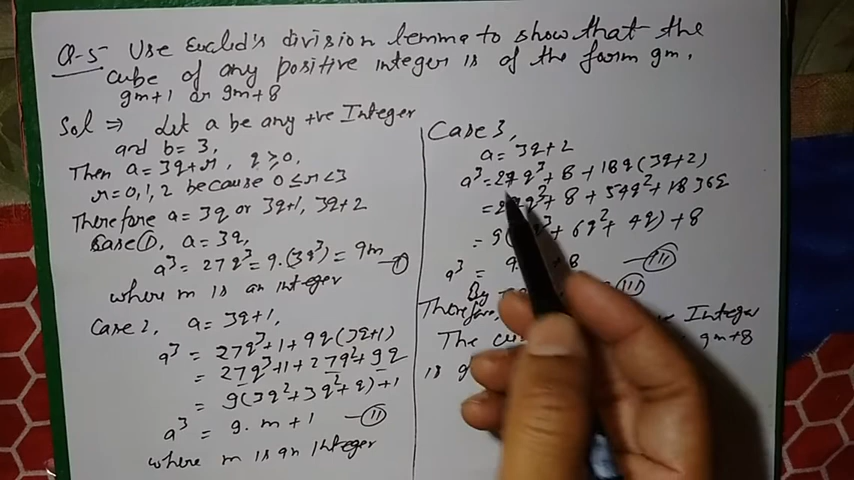 Q-5 Use Euclid's division lemma to show that the
cube of any positive integer is of the form 9m,
9m+1 or 9m+8
Sol ⇒ Let a be any +ve Integer
and b=3,
Then a=3q+r, q≥0,
r=0,1,2 because 0≤r<3
Therefore a=3q or 3q+1, 3q+2
Case ①, a=3q,
a³=27q³=9.(3q³)=9m —①
where m is an integer
Case 2, a=3q+1,
a³=27q³+1+9q(3q+1)
=27q³+1+27q²+9q
=9(3q²+3q²+q)+1
a³=9.m+1 —(II)
where m is an Integer
Case 3,
a=3q+2
a³=27q³+8+18q(3q+2)
+8+54q²+18 36q
=9( +6q²+4q)+8
a³=9. +8 —(III)
By (III)
Therefore, Integer
The 9m+8
is